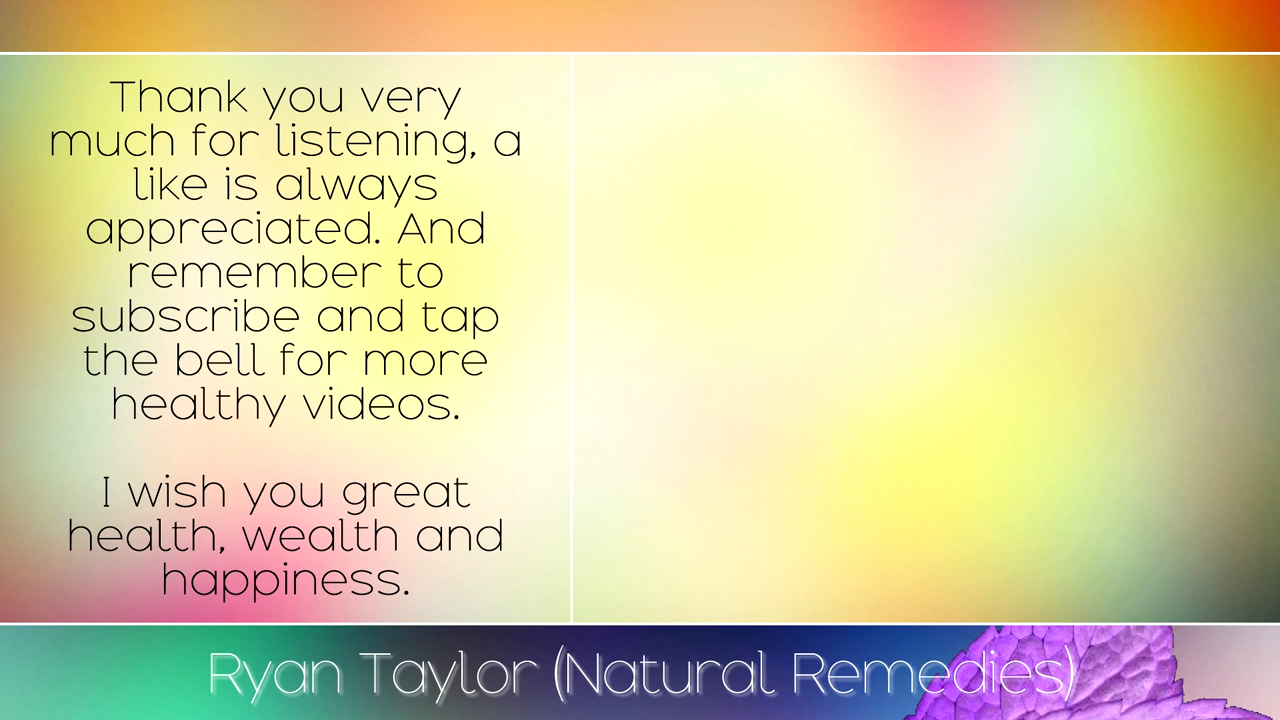 Thank you very
much for listening, a
like is always
appreciated. And
remember to
subscribe and tap
the bell for more
healthy videos.
I wish you great
health, wealth and
happiness.
Ryan Taylor (Natural Remedies)